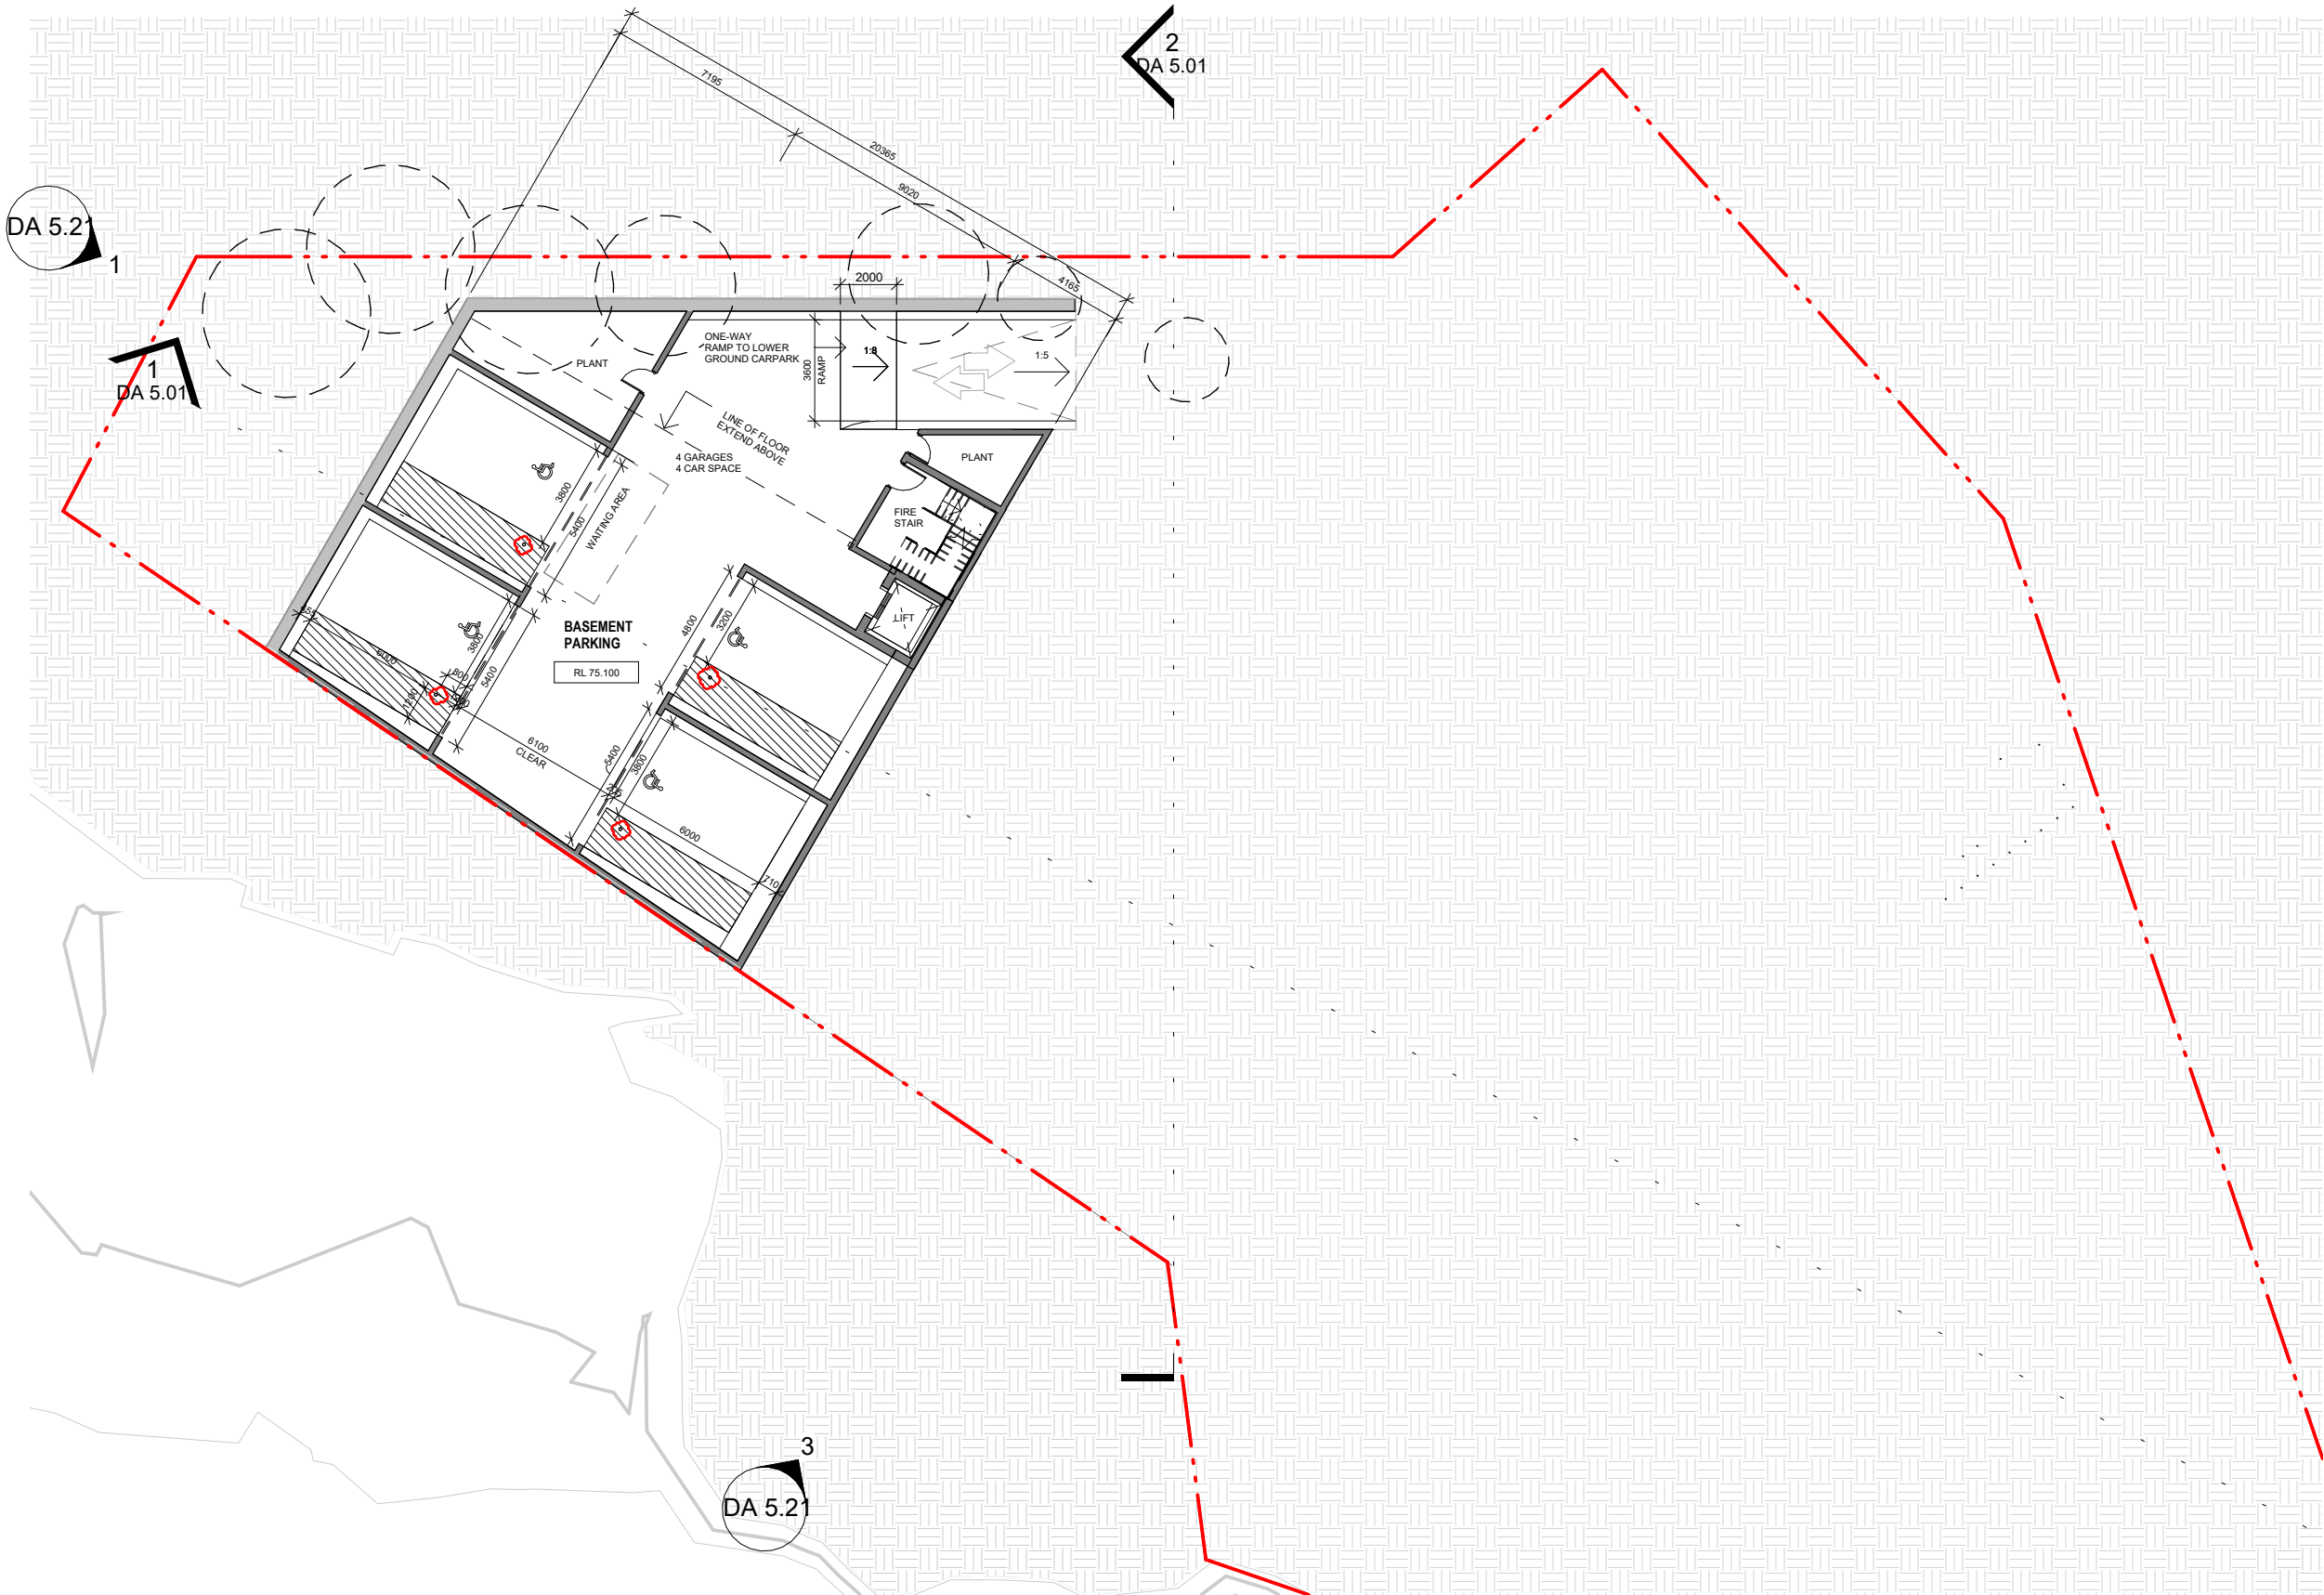 2
DA 5.01
7195
20365
9020
4165
DA 5.21
1
2000
ONE-WAY
RAMP TO LOWER
GROUND CARPARK
3600
RAMP
1:8
1:5
PLANT
1
DA 5.01
LINE OF FLOOR
EXTEND ABOVE
4 GARAGES
4 CAR SPACE
PLANT
3800
5400
WAITING AREA
FIRE
STAIR
LIFT
BASEMENT
PARKING
RL 75.100
4800
3200
3800
6000
800
5400
1200
6100
CLEAR
5400
3800
6000
710
3
DA 5.21